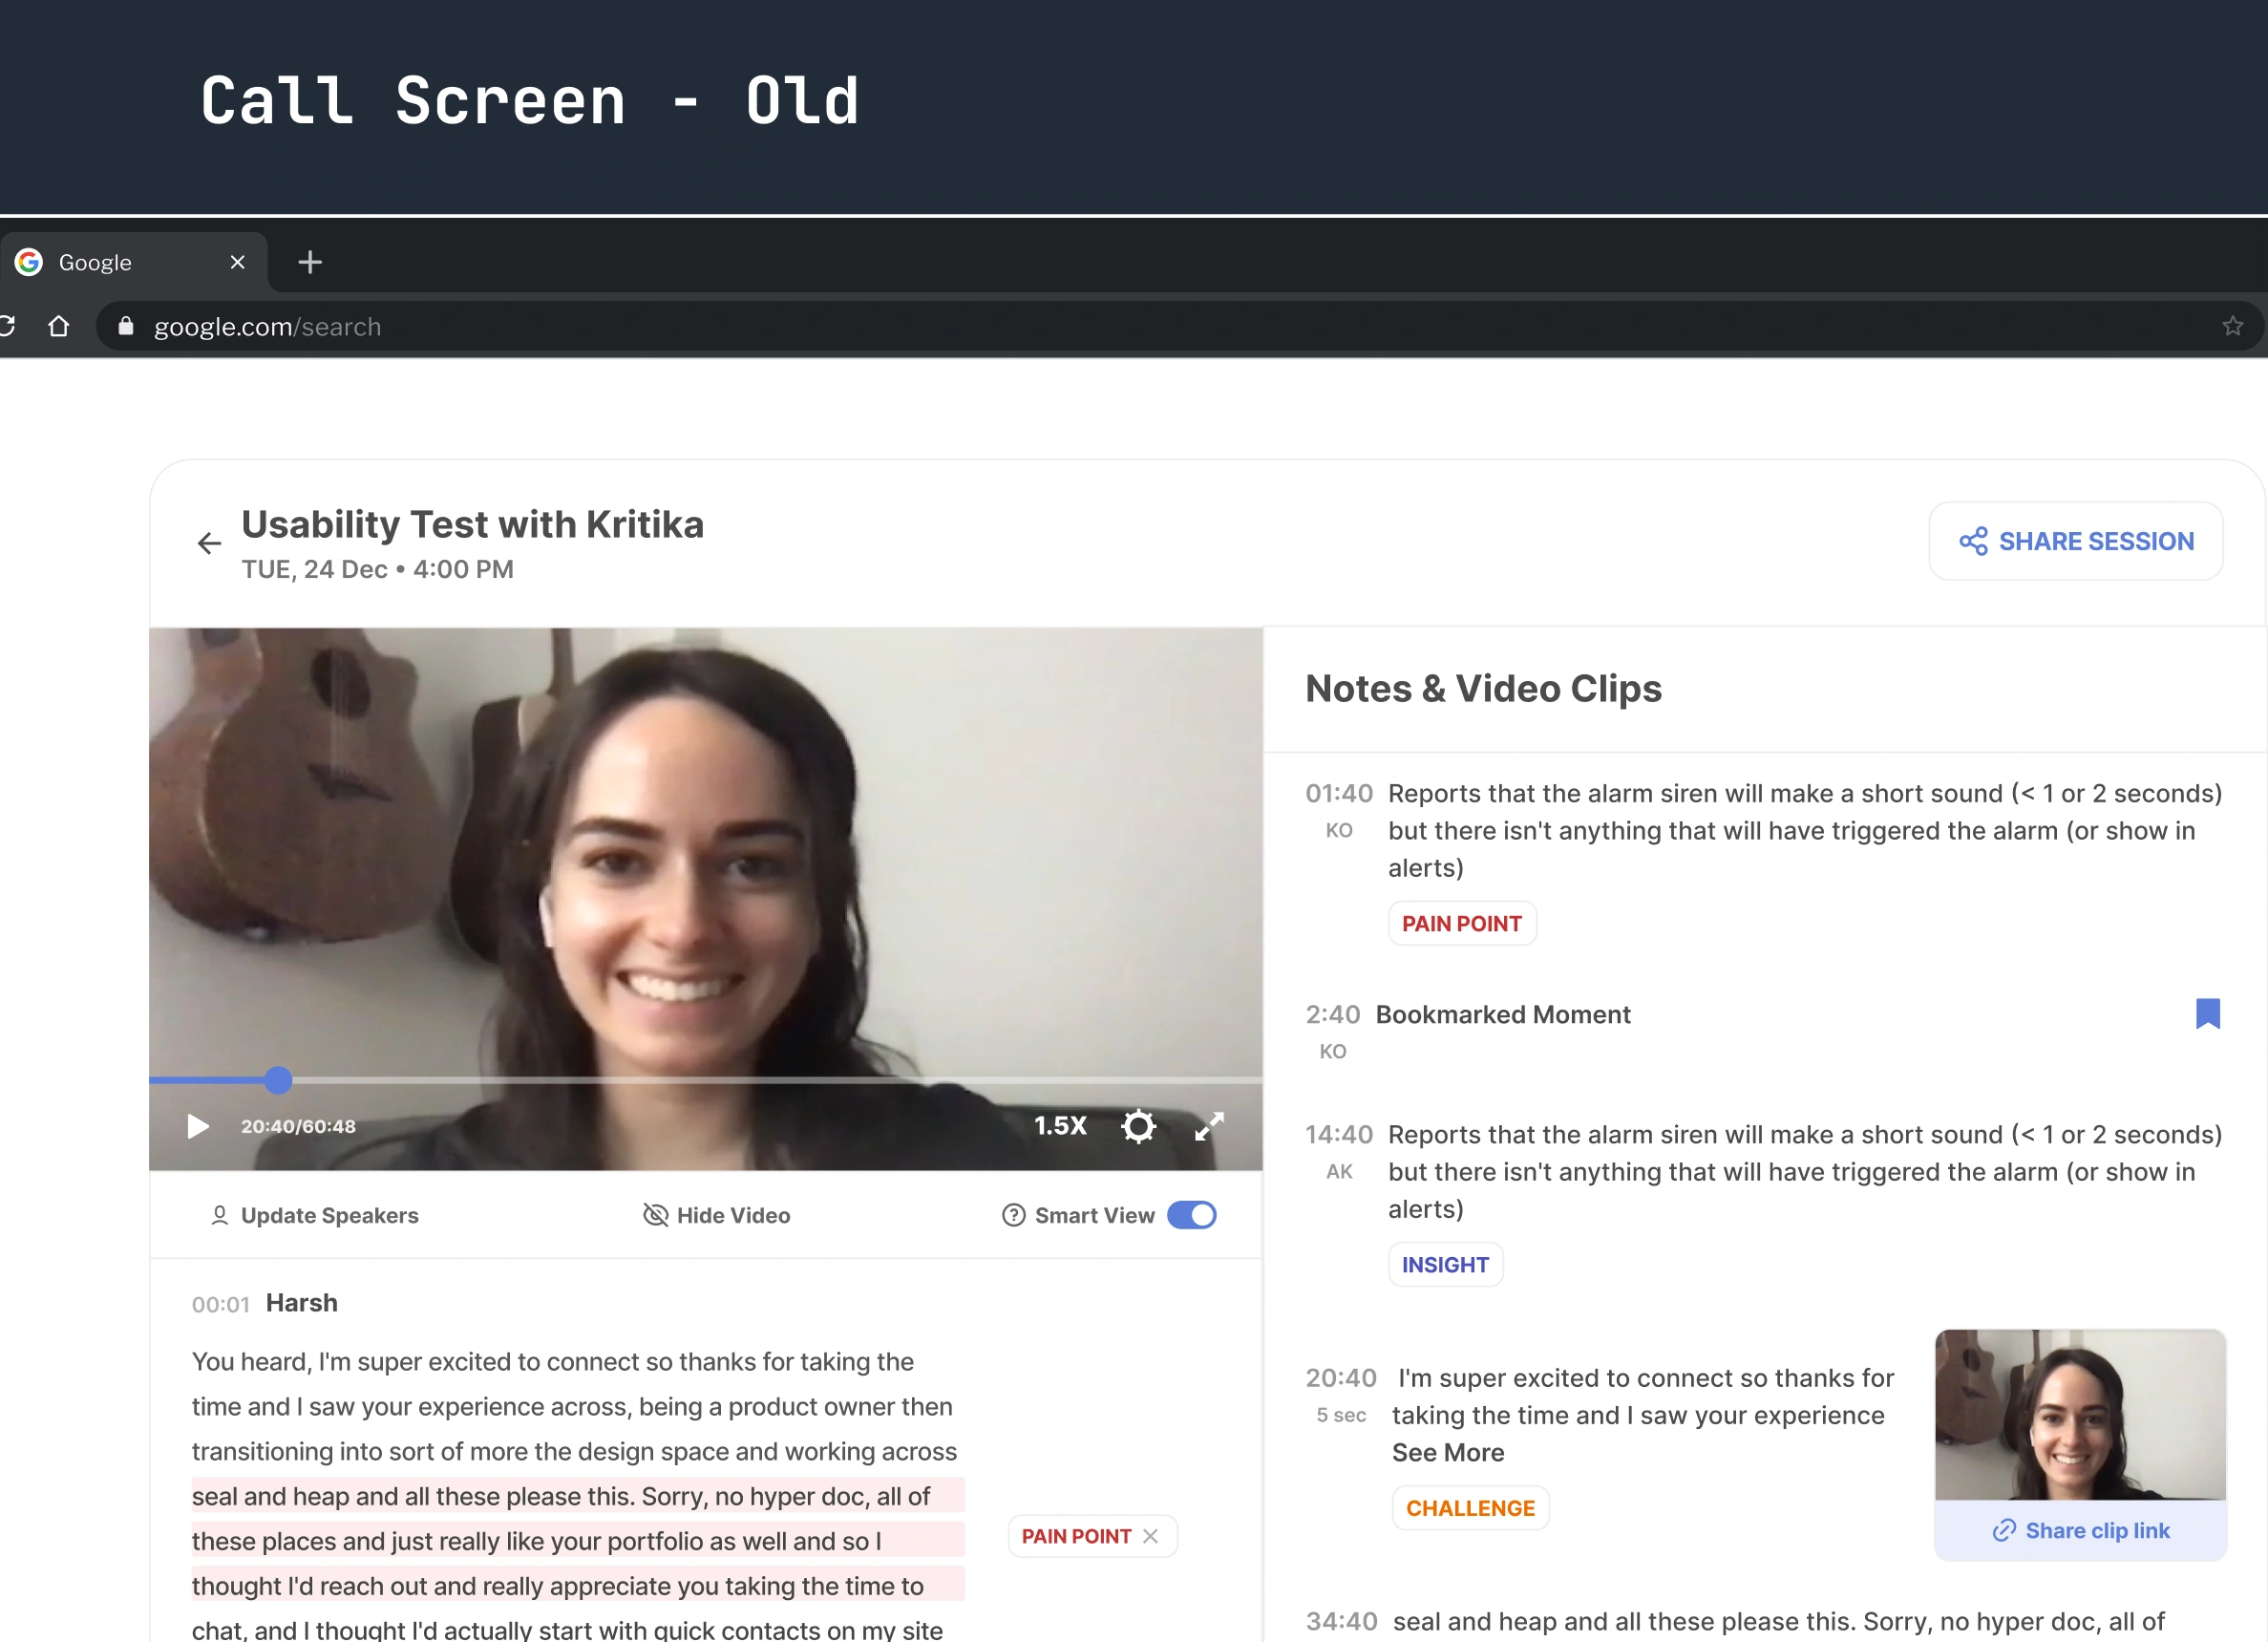 Call Screen - Old
Google
google.com/search
Usability Test with Kritika
TUE, 24 Dec • 4:00 PM
SHARE SESSION
20:40/60:48
1.5X
Update Speakers
Hide Video
Smart View
00:01 Harsh
You heard, I'm super excited to connect so thanks for taking the
time and I saw your experience across, being a product owner then
transitioning into sort of more the design space and working across
seal and heap and all these please this. Sorry, no hyper doc, all of
these places and just really like your portfolio as well and so I
thought I'd reach out and really appreciate you taking the time to
chat, and I thought I'd actually start with quick contacts on my site
PAIN POINT
Notes & Video Clips
01:40 Reports that the alarm siren will make a short sound (< 1 or 2 seconds)
KO but there isn't anything that will have triggered the alarm (or show in
alerts)
PAIN POINT
2:40 Bookmarked Moment
KO
14:40 Reports that the alarm siren will make a short sound (< 1 or 2 seconds)
AK but there isn't anything that will have triggered the alarm (or show in
alerts)
INSIGHT
20:40 I'm super excited to connect so thanks for
5 sec taking the time and I saw your experience
See More
CHALLENGE
Share clip link
34:40 seal and heap and all these please this. Sorry, no hyper doc, all of